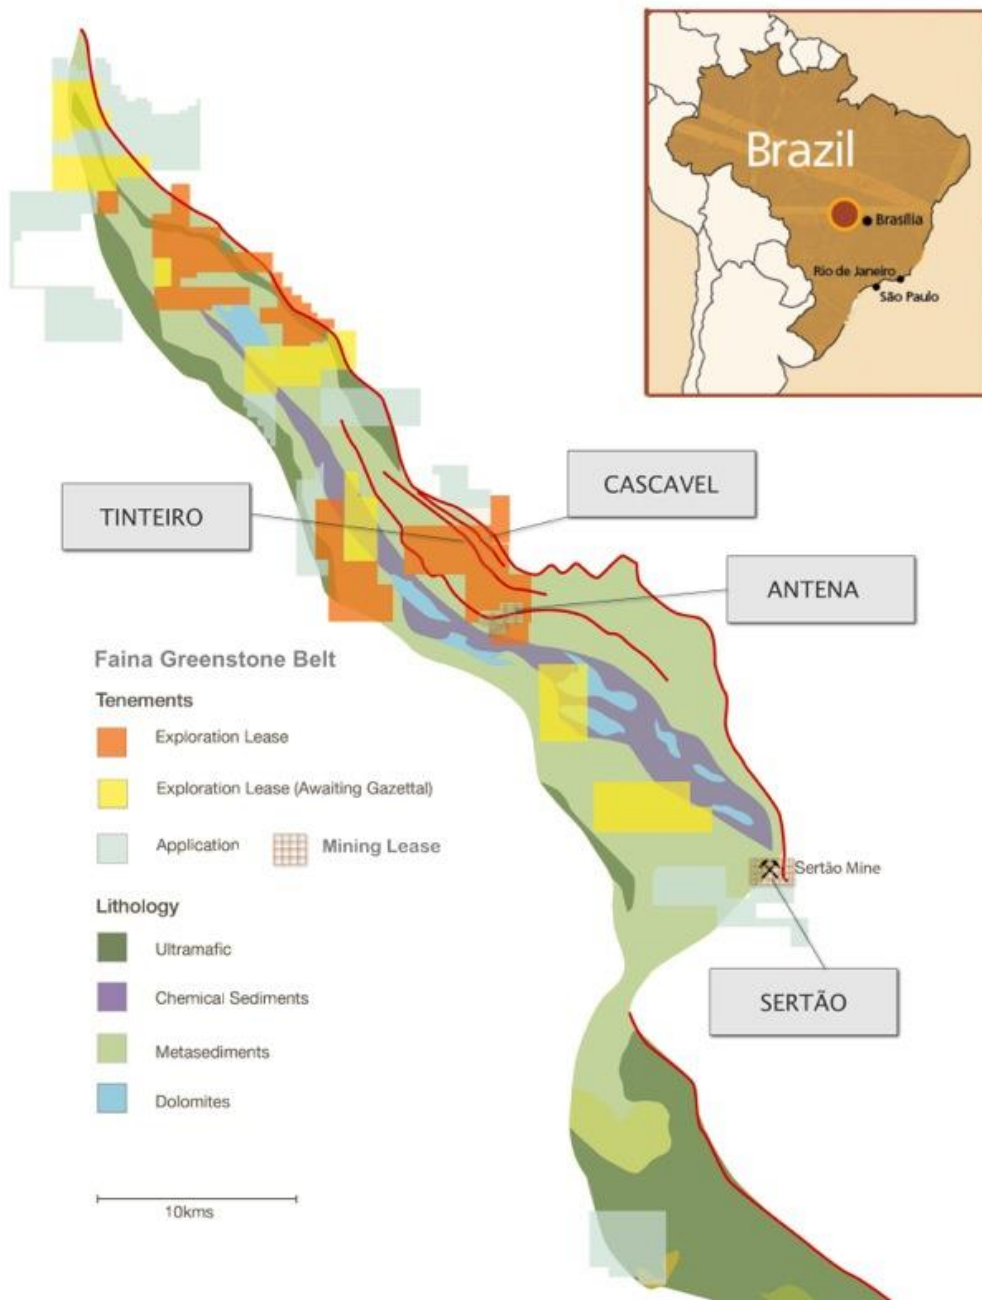 Brazil
Brasília
Rio de Janeiro
São Paulo
CASCAVEL
TINTEIRO
ANTENA
Faina Greenstone Belt
Tenements
Exploration Lease
Exploration Lease (Awaiting Gazettal)
Application
Mining Lease
Sertão Mine
Lithology
Ultramafic
Chemical Sediments
SERTÃO
Metasediments
Dolomites
10kms